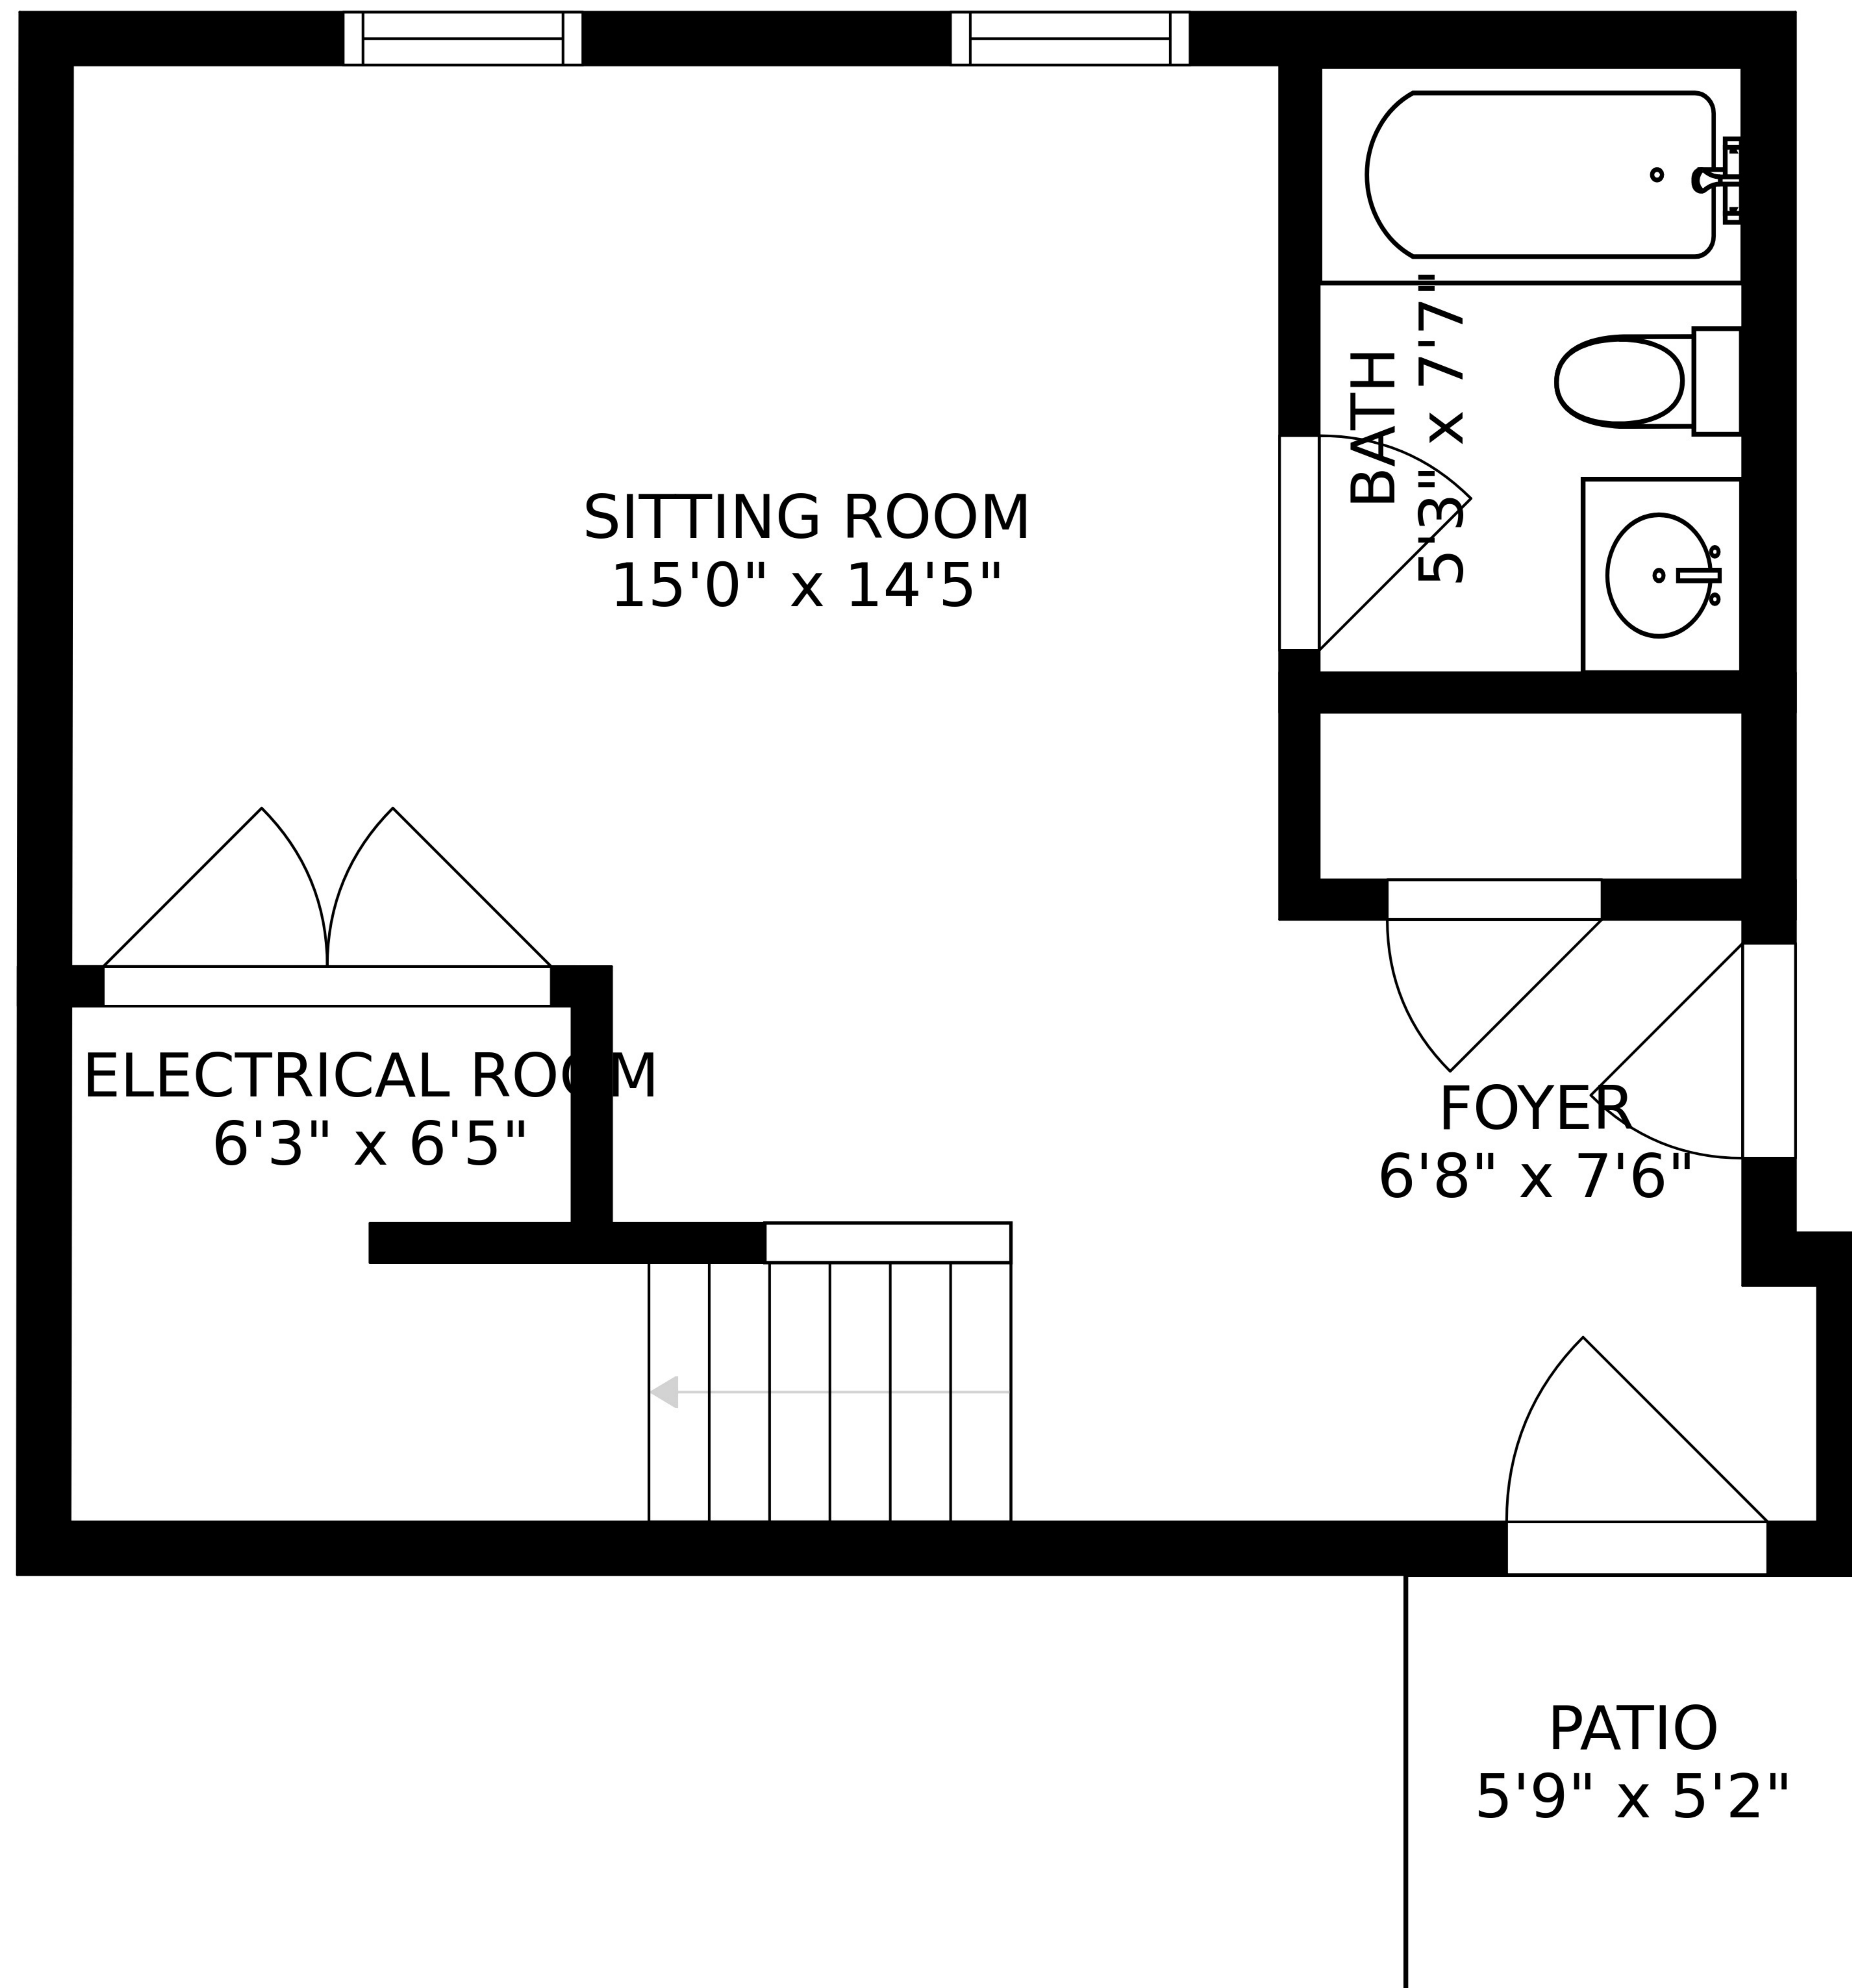 SITTING ROOM
15'0" x 14'5"
BATH
5'3" x 7'7"
ELECTRICAL ROOM
6'3" x 6'5"
FOYER
6'8" x 7'6"
PATIO
5'9" x 5'2"